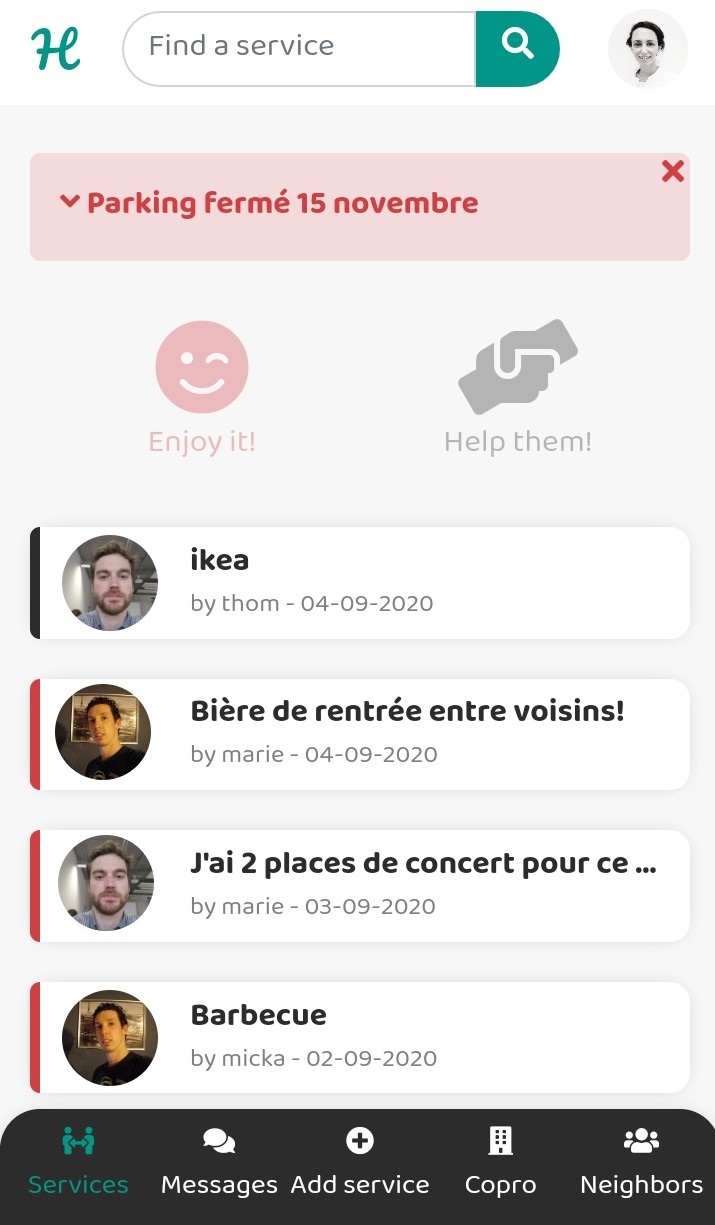 H
Find a service
Parking fermé 15 novembre
Enjoy it!
Help them!
ikea
by thom - 04-09-2020
Bière de rentrée entre voisins!
by marie - 04-09-2020
J'ai 2 places de concert pour ce ...
by marie - 03-09-2020
Barbecue
by micka - 02-09-2020
Services Messages Add service Copro Neighbors